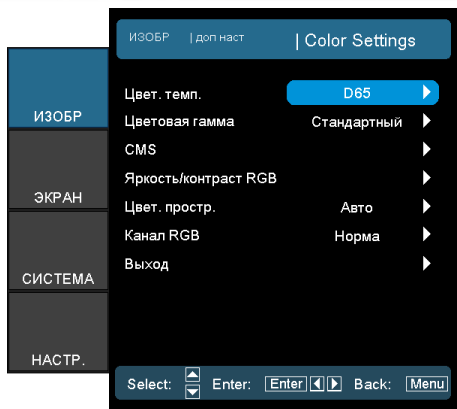 ИЗОБР | доп наст | Color Settings
ИЗОБР
ЭКРАН
СИСТЕМА
НАСТР.
Цвет. темп. D65
Цветовая гамма Стандартный
CMS
Яркость/контраст RGB
Цвет. простр. Авто
Канал RGB Норма
Выход
Select: Enter: Enter Back: Menu